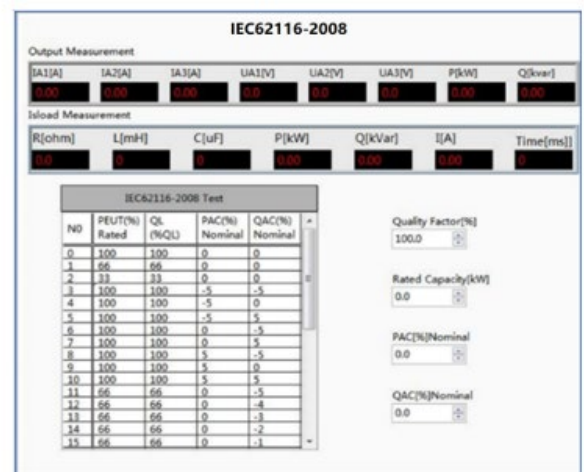 IEC62116-2008
Output Measurement
IA1[A] IA2[A] IA3[A] UA1[V] UA2[V] UA3[V] P[kW] Q[kvar]
0.00 0.00 0.00 0.0 0.0 0.0 0.00 0.00
Isload Measurement
R[ohm] L[mH] C[uF] P[kW] Q[kVar] I[A] Time[ms]]
0.0 0 0 0.00 0.00 0.00 0
IEC62116-2008 Test
N0 PEUT(%) Rated QL (%QL) PAC(%) Nominal QAC(%) Nominal
0 100 100 0 0
1 66 66 0 0
2 33 33 0 0
3 100 100 -5 -5
4 100 100 -5 0
5 100 100 -5 5
6 100 100 0 -5
7 100 100 0 5
8 100 100 5 -5
9 100 100 5 0
10 100 100 5 5
11 66 66 0 -5
12 66 66 0 -4
13 66 66 0 -3
14 66 66 0 -2
15 66 66 0 -1
Quality Factor[%]
100.0
Rated Capacity[kW]
0.0
PAC[%]Nominal
0.0
QAC[%]Nominal
0.0